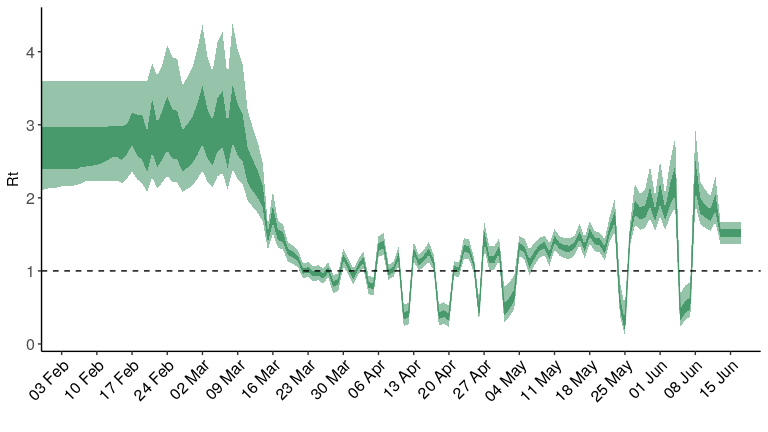 4
3
2
1
0
Rt
03 Feb
10 Feb
17 Feb
24 Feb
02 Mar
09 Mar
16 Mar
23 Mar
30 Mar
06 Apr
13 Apr
20 Apr
27 Apr
04 May
11 May
18 May
25 May
01 Jun
08 Jun
15 Jun